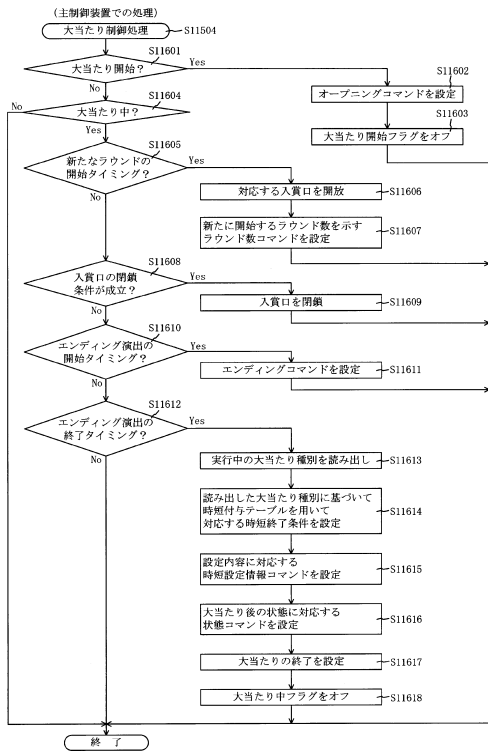 (主制御装置での処理)
大当たり制御処理
S11504
S11601
大当たり開始?
Yes
No
S11602
オープニングコマンドを設定
S11603
大当たり開始フラグをオフ
S11604
No
大当たり中?
Yes
S11605
新たなラウンドの
開始タイミング?
Yes
No
対応する入賞口を開放
S11606
新たに開始するラウンド数を示す
ラウンド数コマンドを設定
S11607
S11608
入賞口の閉鎖
条件が成立?
Yes
No
入賞口を閉鎖
S11609
S11610
エンディング演出の
開始タイミング?
Yes
No
エンディングコマンドを設定
S11611
S11612
エンディング演出の
終了タイミング?
Yes
No
実行中の大当たり種別を読み出し
S11613
読み出した大当たり種別に基づいて
時短付与テーブルを用いて
対応する時短終了条件を設定
S11614
設定内容に対応する
時短設定情報コマンドを設定
S11615
大当たり後の状態に対応する
状態コマンドを設定
S11616
大当たりの終了を設定
S11617
大当たり中フラグをオフ
S11618
終了